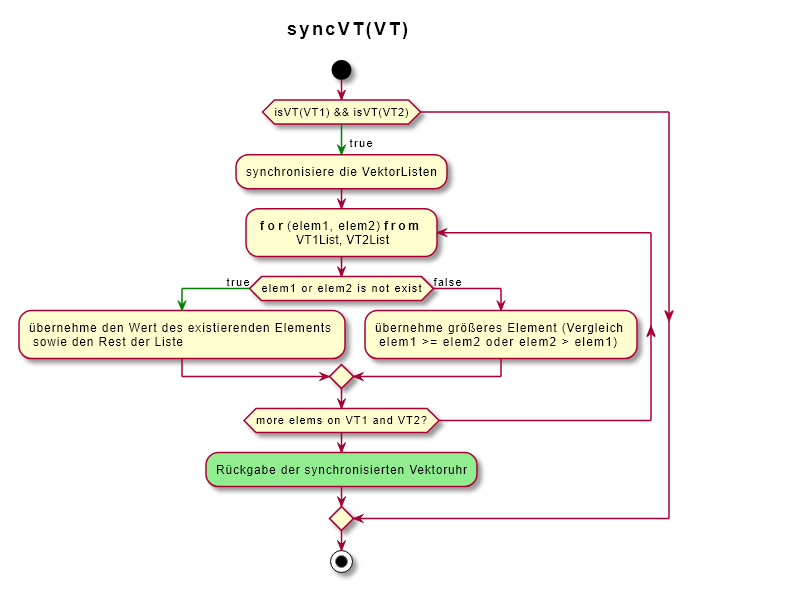 syncVT(VT)
isVT(VT1) && isVT(VT2)
true
synchronisiere die VektorListen
for (elem1, elem2) from
VT1List, VT2List
true
elem1 or elem2 is not exist
false
übernehme den Wert des existierenden Elements
sowie den Rest der Liste
übernehme größeres Element (Vergleich
elem1 >= elem2 oder elem2 > elem1)
more elems on VT1 and VT2?
Rückgabe der synchronisierten Vektoruhr